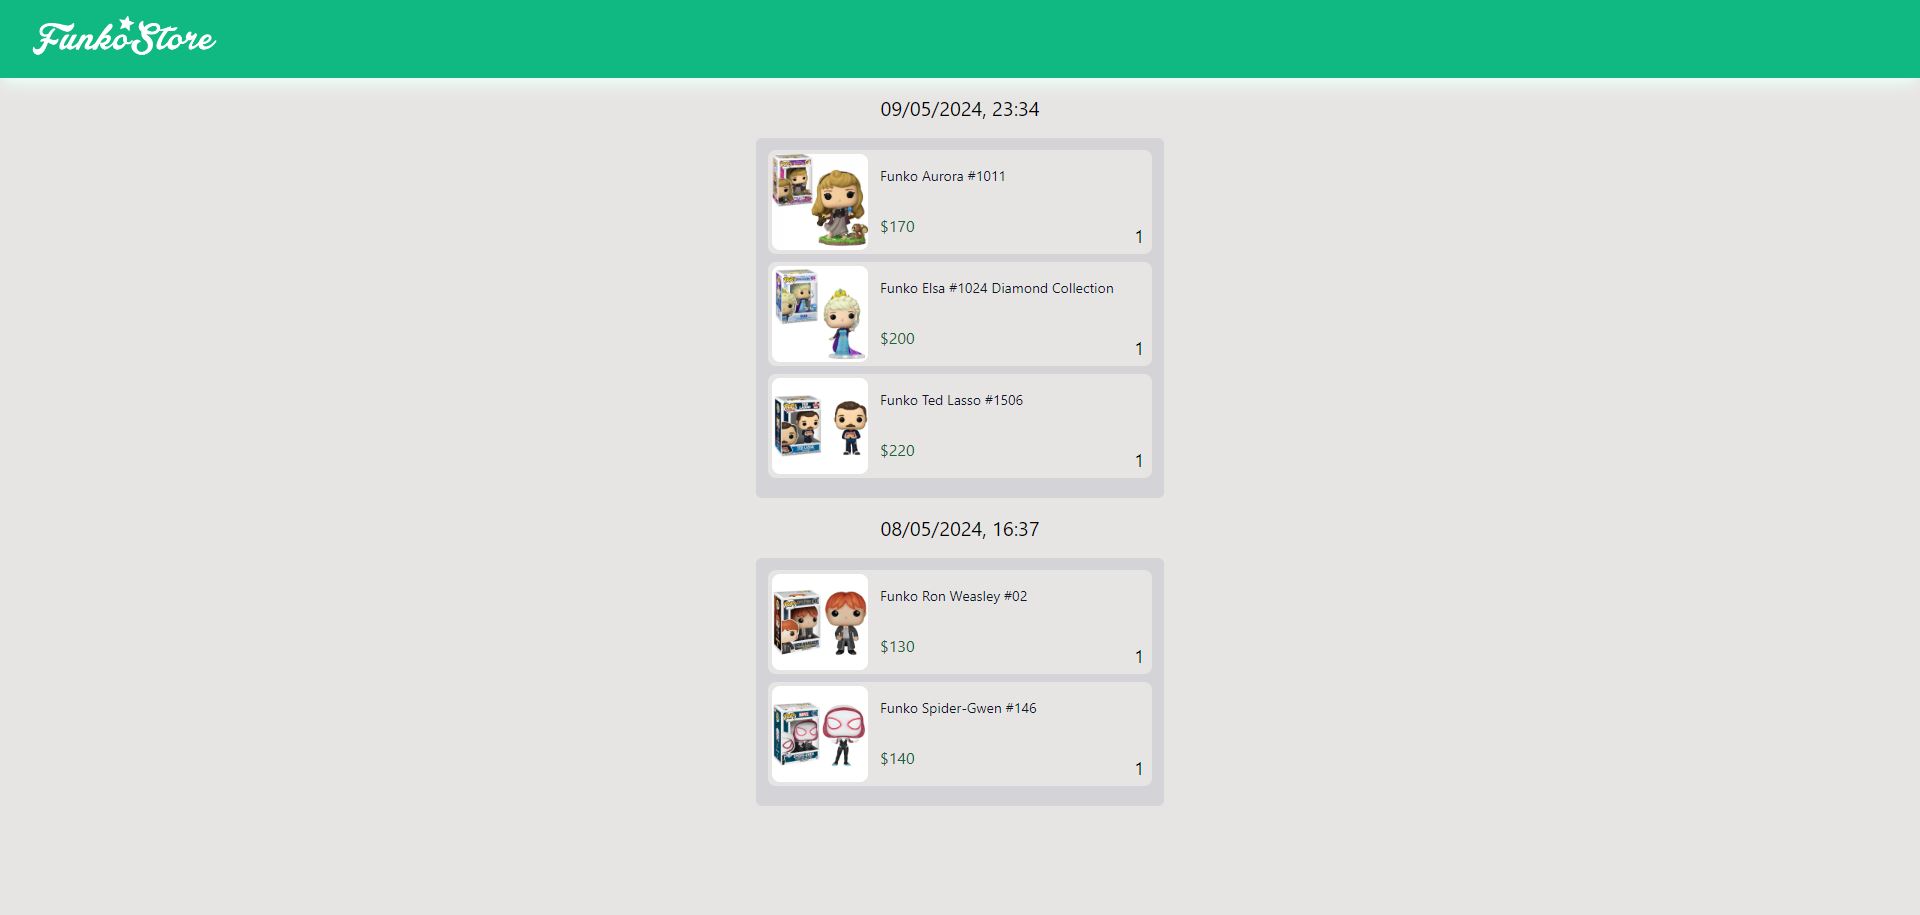 Funko Store
09/05/2024, 23:34
Funko Aurora #1011
$170
1
Funko Elsa #1024 Diamond Collection
$200
1
Funko Ted Lasso #1506
$220
1
08/05/2024, 16:37
Funko Ron Weasley #02
$130
1
Funko Spider-Gwen #146
$140
1